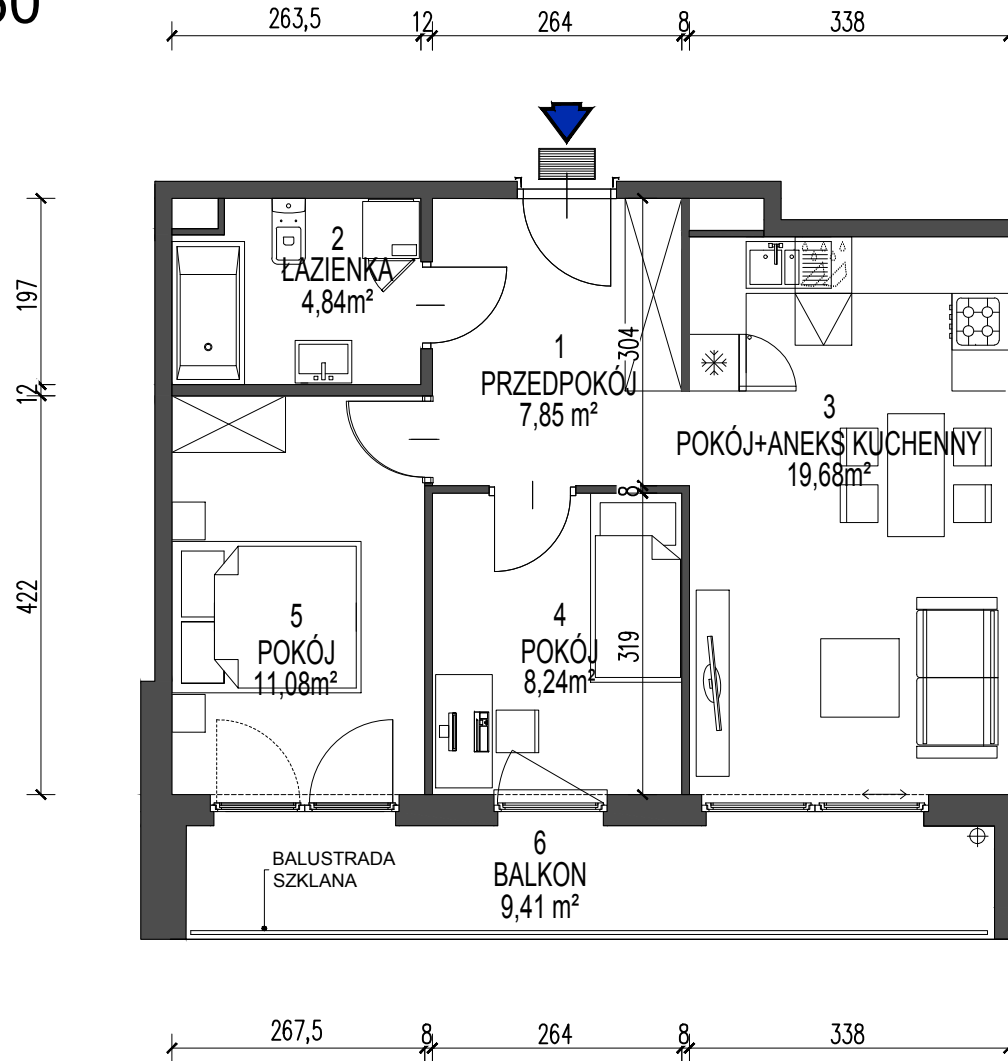 263,5 12 264 8 338
2
ŁAZIENKA
4,84m²
197
12
422
1
PRZEDPOKÓJ
7,85 m²
304
8
319
3
POKÓJ+ANEKS KUCHENNY
19,68m²
5
POKÓJ
11,08m²
4
POKÓJ
8,24m²
6
BALKON
9,41 m²
BALUSTRADA
SZKLANA
267,5 8 264 8 338